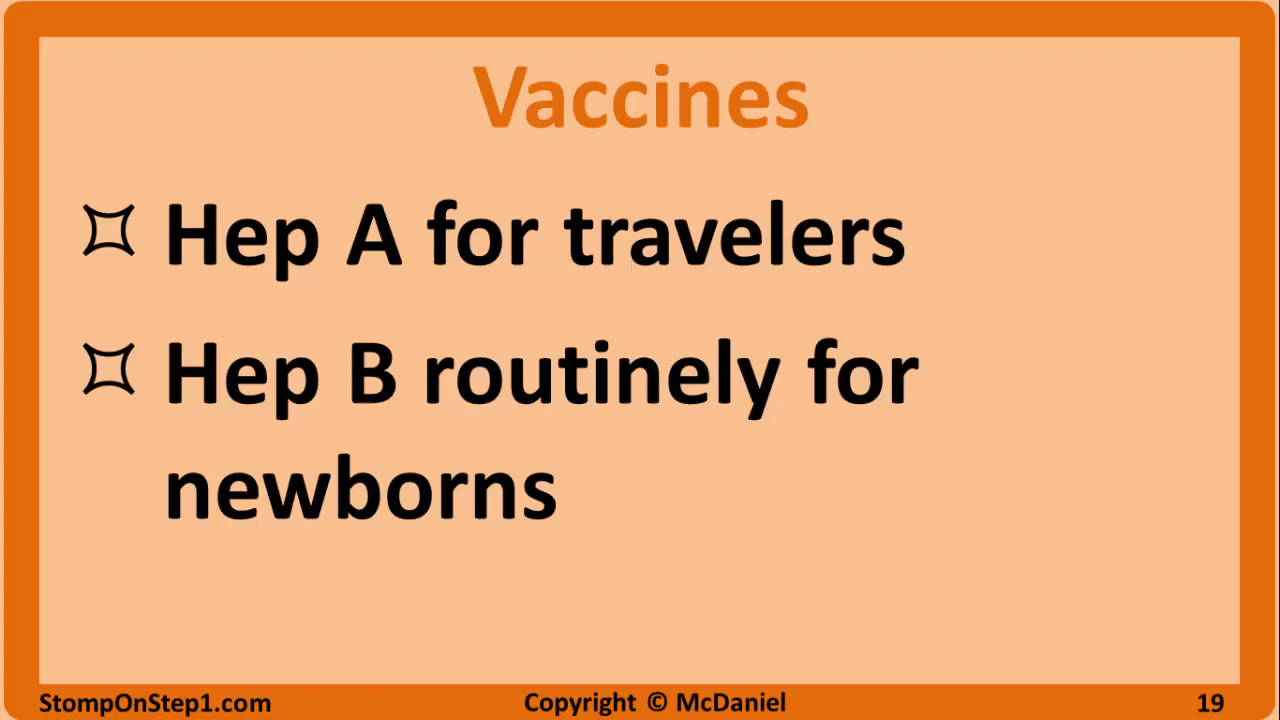 Vaccines
Hep A for travelers
Hep B routinely for
newborns
StompOnStep1.com Copyright © McDaniel 19